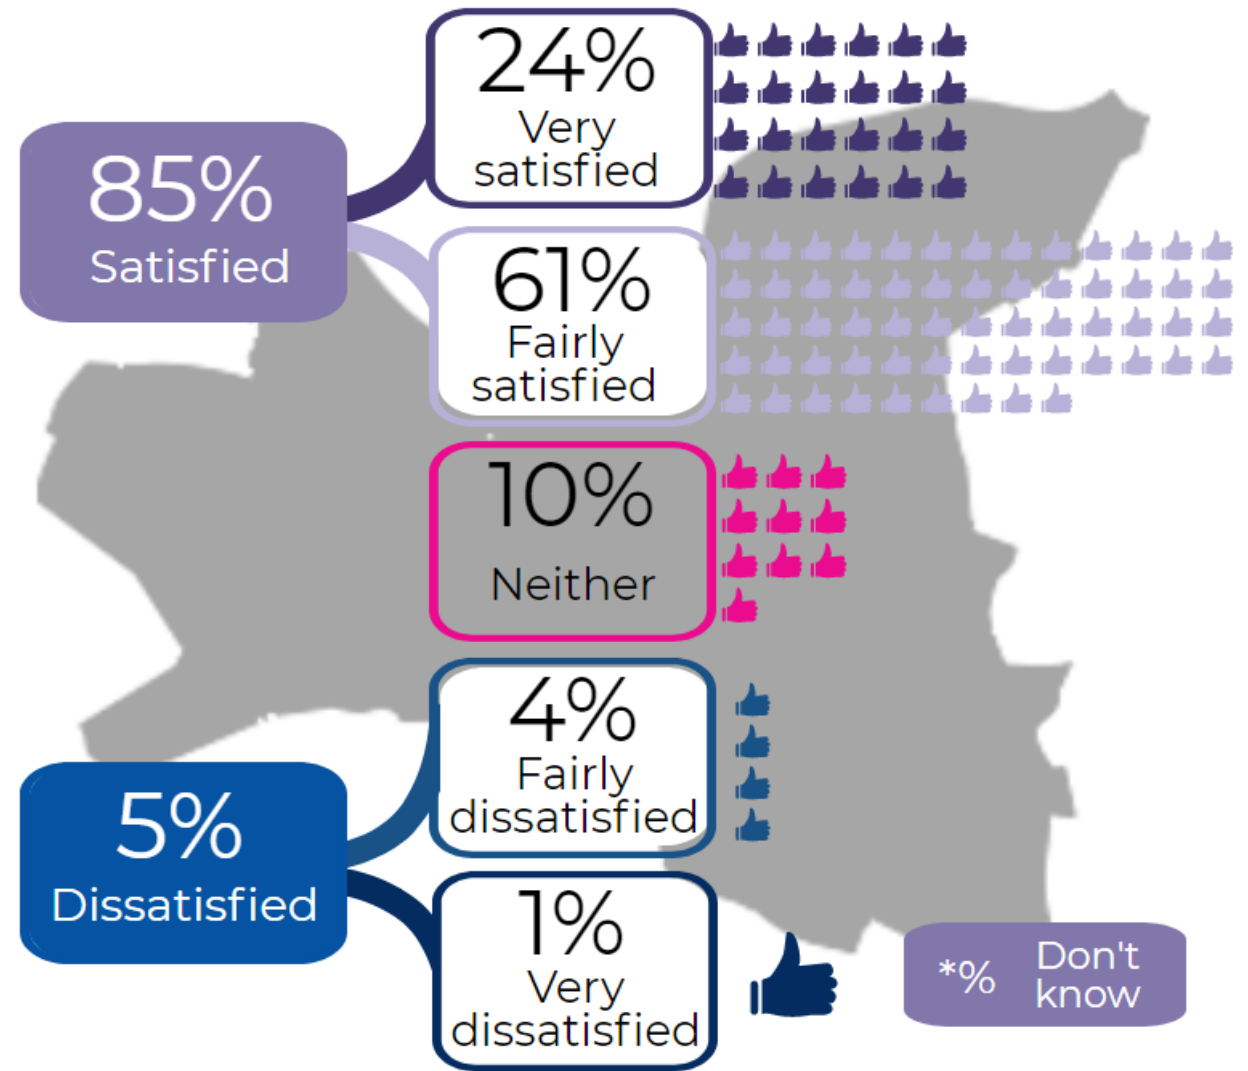 85%
Satisfied
24%
Very
satisfied
61%
Fairly
satisfied
10%
Neither
5%
Dissatisfied
4%
Fairly
dissatisfied
1%
Very
dissatisfied
*%
Don't
know